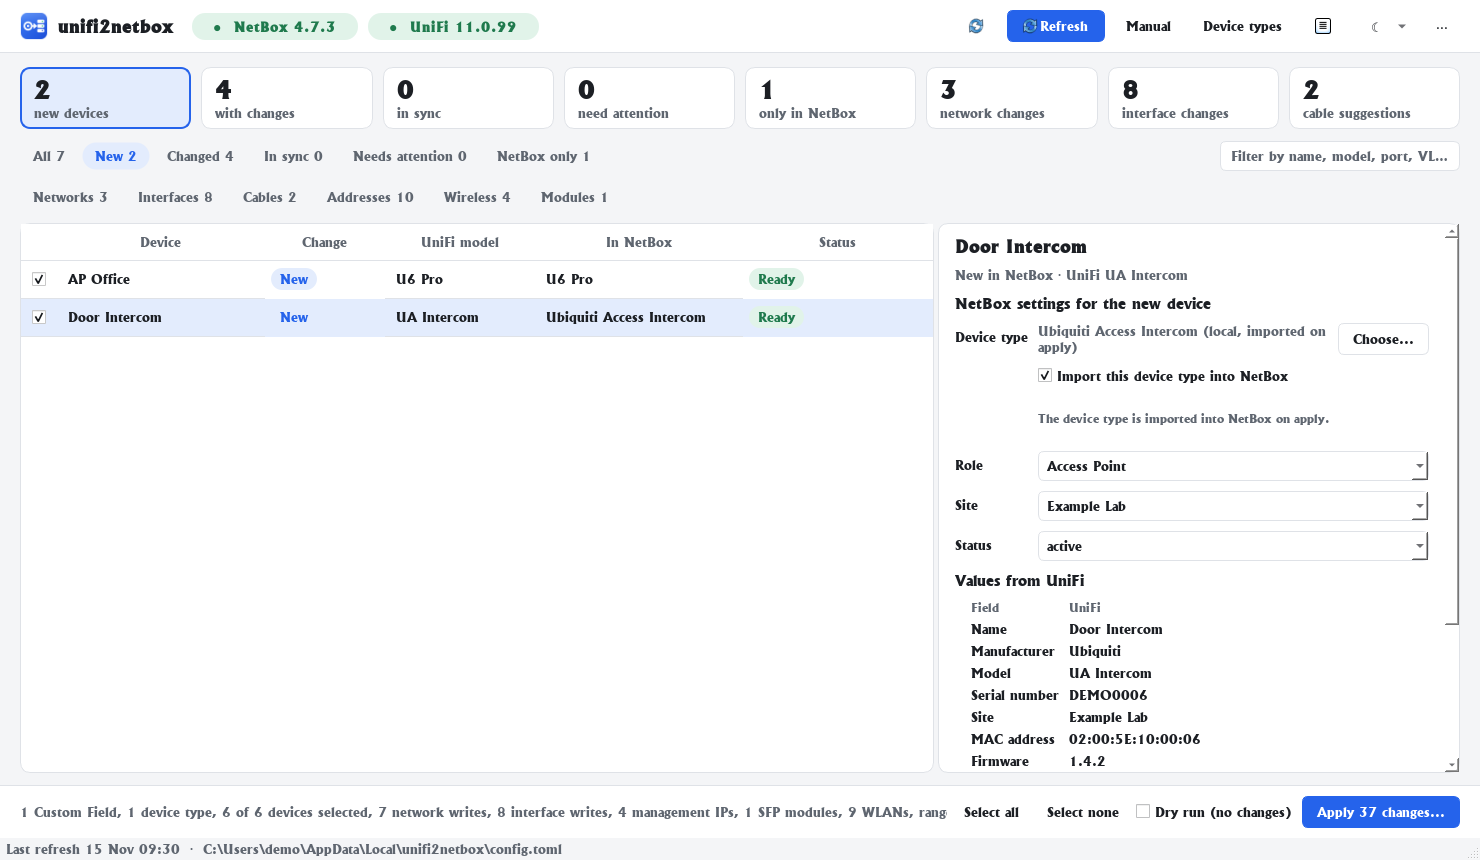 unifi2netbox
● NetBox 4.7.3
● UniFi 11.0.99
Refresh
Manual
Device types
...
2
new devices
4
with changes
0
in sync
0
need attention
1
only in NetBox
3
network changes
8
interface changes
2
cable suggestions
All 7
New 2
Changed 4
In sync 0
Needs attention 0
NetBox only 1
Filter by name, model, port, VL...
Networks 3
Interfaces 8
Cables 2
Addresses 10
Wireless 4
Modules 1
Device Change UniFi model In NetBox Status
AP Office New U6 Pro U6 Pro Ready
Door Intercom New UA Intercom Ubiquiti Access Intercom Ready
Door Intercom
New in NetBox · UniFi UA Intercom
NetBox settings for the new device
Device type
Ubiquiti Access Intercom (local, imported on
apply)
Choose...
Import this device type into NetBox
The device type is imported into NetBox on apply.
Role Access Point
Site Example Lab
Status active
Values from UniFi
Field UniFi
Name Door Intercom
Manufacturer Ubiquiti
Model UA Intercom
Serial number DEMO0006
Site Example Lab
MAC address 02:00:5E:10:00:06
Firmware 1.4.2
1 Custom Field, 1 device type, 6 of 6 devices selected, 7 network writes, 8 interface writes, 4 management IPs, 1 SFP modules, 9 WLANs, rang
Select all
Select none
Dry run (no changes)
Apply 37 changes...
Last refresh 15 Nov 09:30 · C:\Users\demo\AppData\Local\unifi2netbox\config.toml